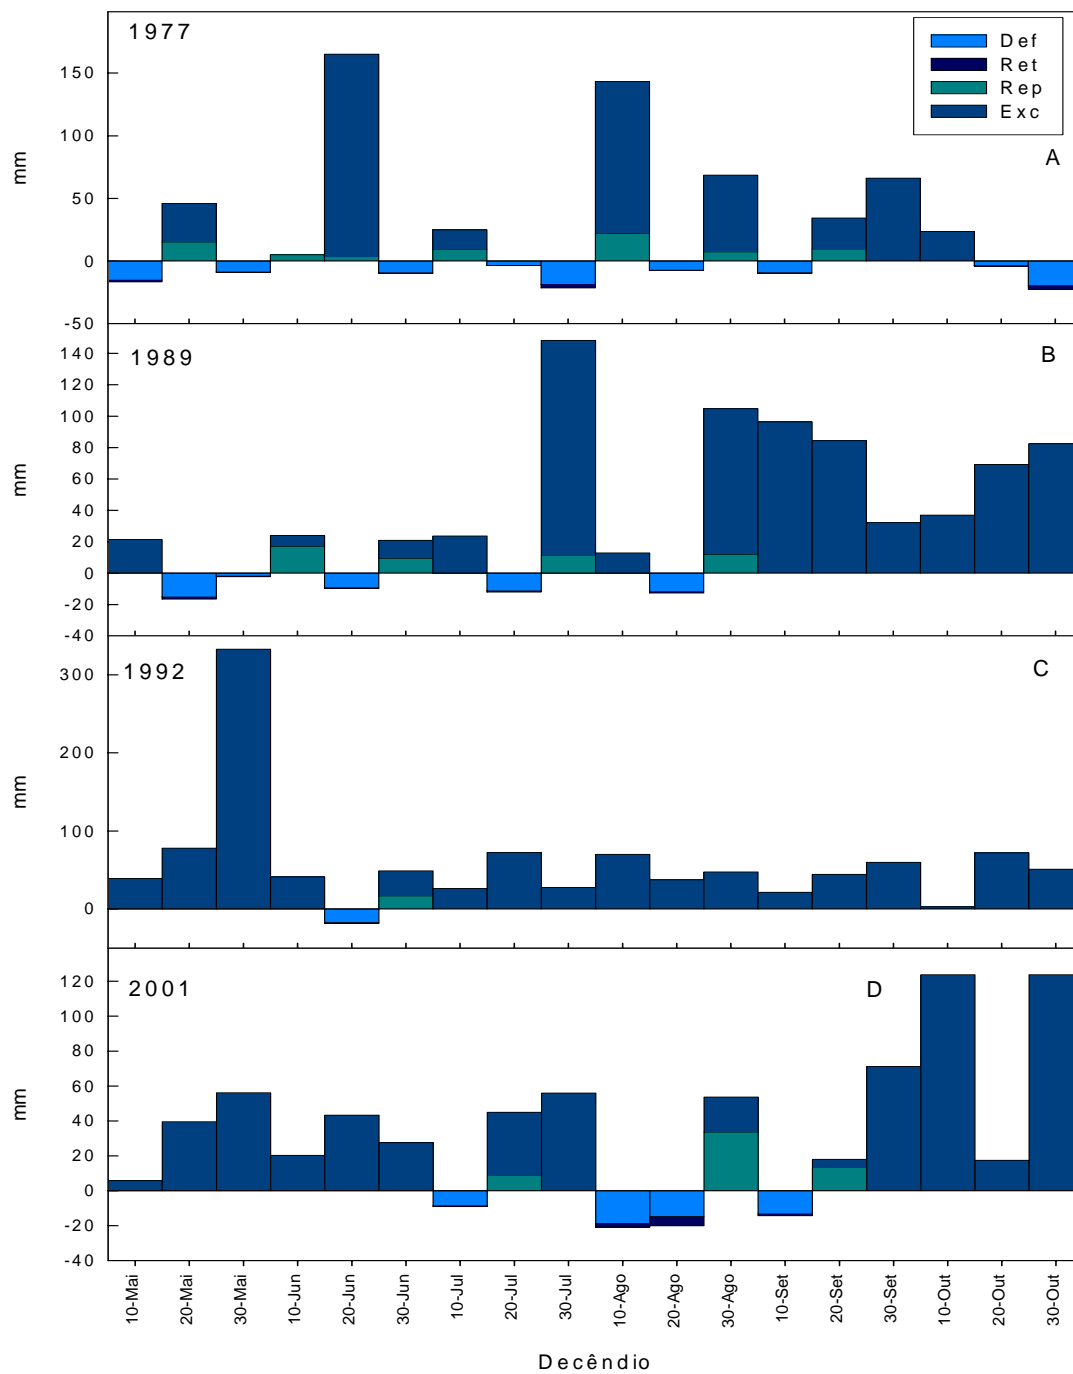 1977
Def
Ret
Rep
Exc
A
mm
150
100
50
0
-50
1989
B
mm
140
120
100
80
60
40
20
0
-20
-40
1992
C
mm
300
200
100
0
2001
D
mm
120
100
80
60
40
20
0
-20
-40
10-Mai
20-Mai
30-Mai
10-Jun
20-Jun
30-Jun
10-Jul
20-Jul
30-Jul
10-Ago
20-Ago
30-Ago
10-Set
20-Set
30-Set
10-Out
20-Out
30-Out
Decêndio